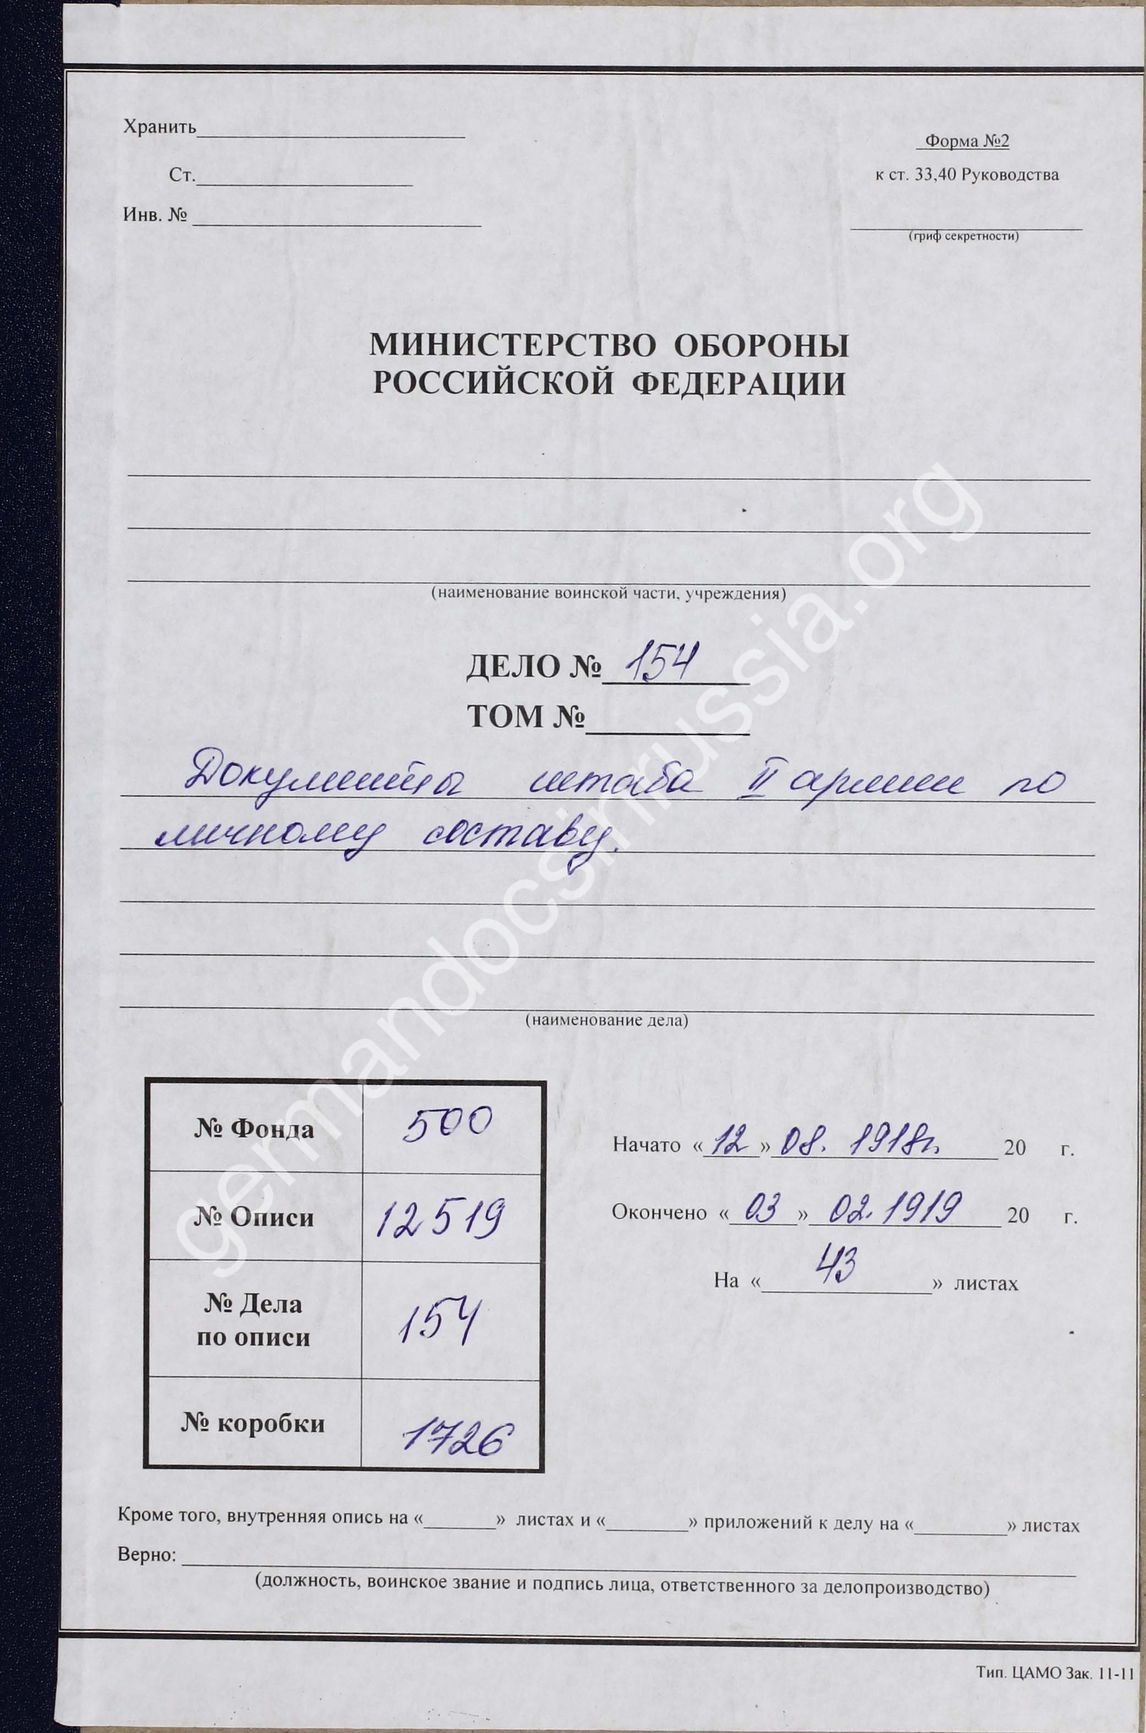 Хранить
Форма №2
Ст.
к ст. 33,40 Руководства
Инв. №
(гриф секретности)
МИНИСТЕРСТВО ОБОРОНЫ
РОССИЙСКОЙ ФЕДЕРАЦИИ
(наименование воинской части, учреждения)
ДЕЛО № 154
ТОМ №
Документы штаба II армии по
личному составу.
(наименование дела)
№ Фонда 500
№ Описи 12519
№ Дела
по описи 154
№ коробки 1726
Начато «12» 08. 1918г. 20 г.
Окончено «03» 02.1919 20 г.
На «43» листах
Кроме того, внутренняя опись на « » листах и « » приложений к делу на « » листах
Верно:
(должность, воинское звание и подпись лица, ответственного за делопроизводство)
Тип. ЦАМО Зак. 11-11
germandocsinrussia.org